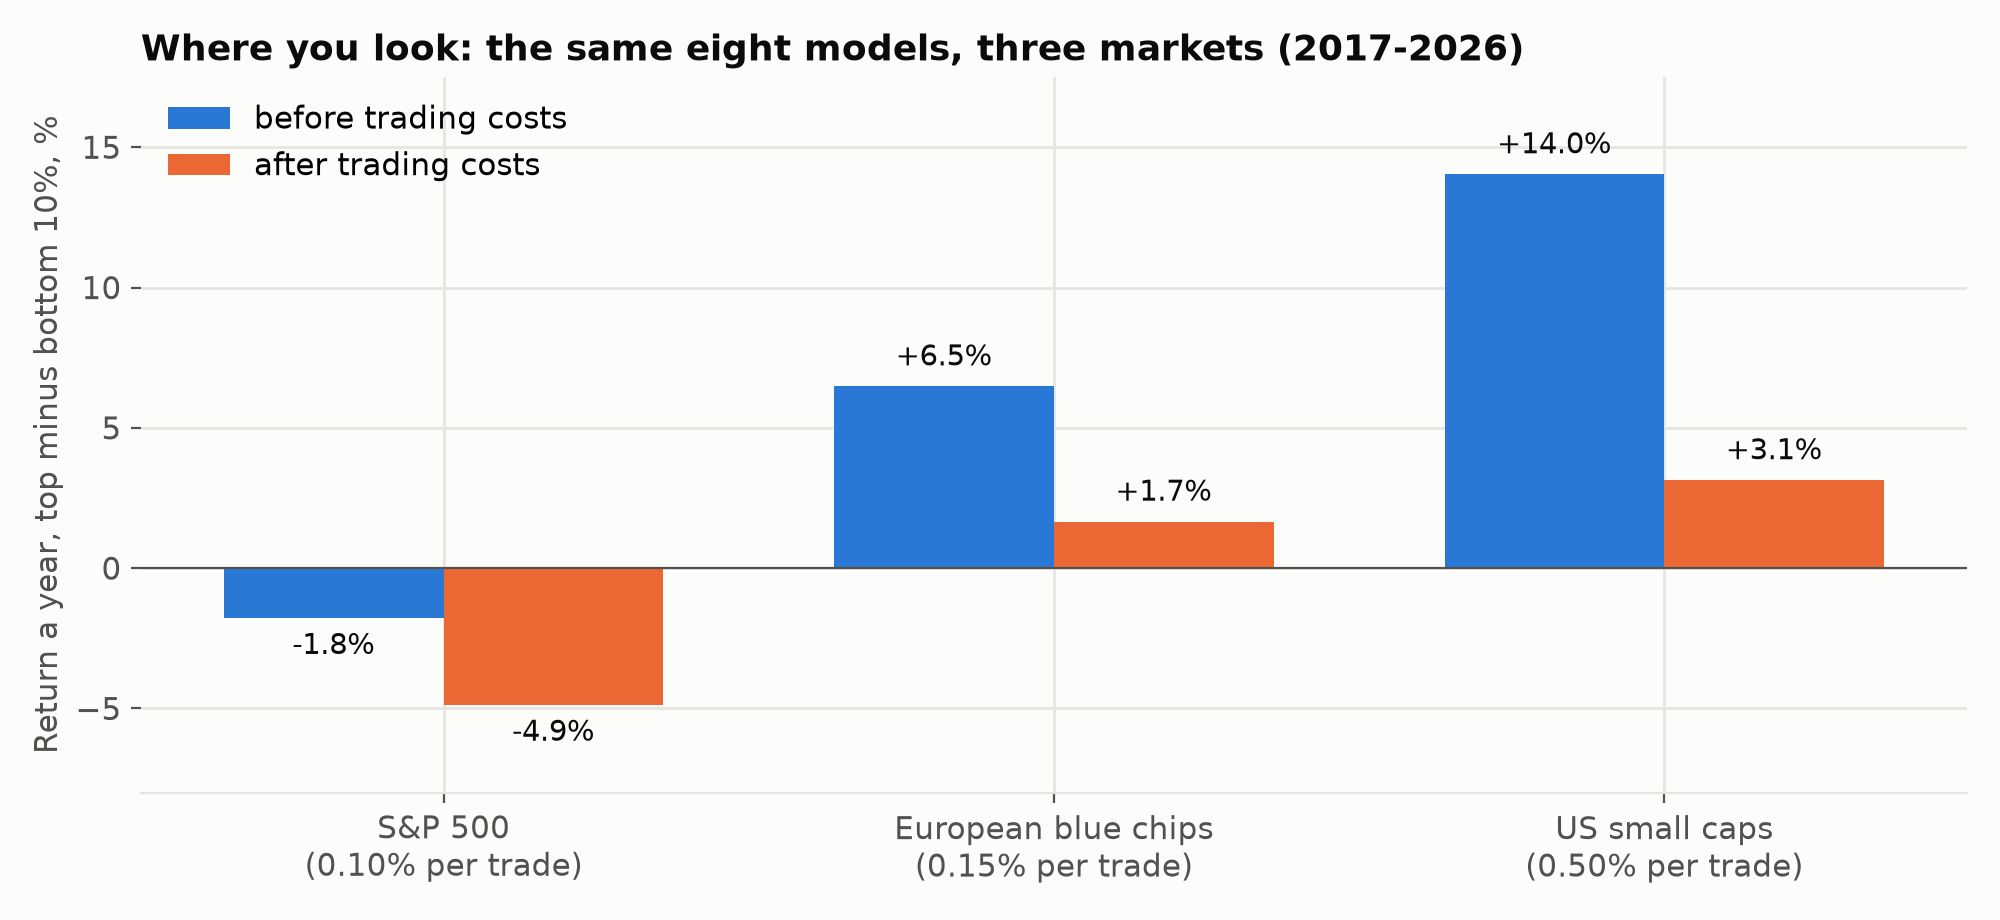 Where you look: the same eight models, three markets (2017-2026)
before trading costs
after trading costs
Return a year, top minus bottom 10%, %
15
10
5
0
−5
-1.8%
-4.9%
+6.5%
+1.7%
+14.0%
+3.1%
S&P 500
(0.10% per trade)
European blue chips
(0.15% per trade)
US small caps
(0.50% per trade)